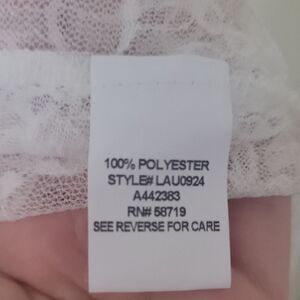 100% POLYESTER
STYLE# LAU0924
A442383
RN# 58719
SEE REVERSE FOR CARE